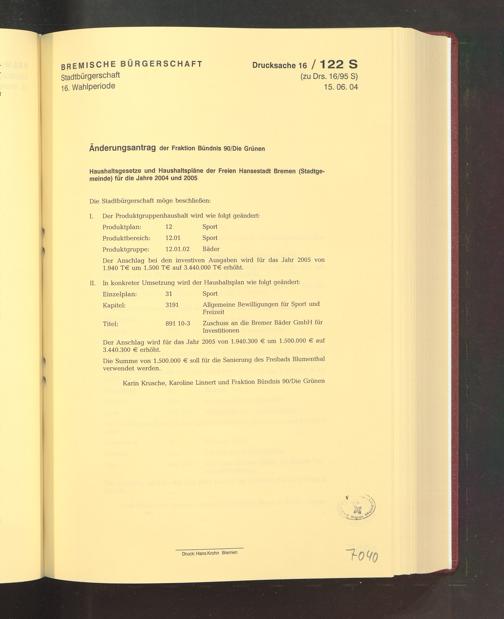 BREMISCHE BÜRGERSCHAFT
Stadtbürgerschaft
16. Wahlperiode
Drucksache 16 / 122 S
(zu Drs. 16/95 S)
15. 06. 04
Änderungsantrag der Fraktion Bündnis 90/Die Grünen
Haushaltsgesetze und Haushaltspläne der Freien Hansestadt Bremen (Stadtge-
meinde) für die Jahre 2004 und 2005
Die Stadtbürgerschaft möge beschließen:
I. Der Produktgruppenhaushalt wird wie folgt geändert:
Produktplan: 12 Sport
Produktbereich: 12.01 Sport
Produktgruppe: 12.01.02 Bäder
Der Anschlag bei den investiven Ausgaben wird für das Jahr 2005 von
1.940 T€ um 1.500 T€ auf 3.440.000 T€ erhöht.
II. In konkreter Umsetzung wird der Haushaltsplan wie folgt geändert:
Einzelplan: 31 Sport
Kapitel: 3191 Allgemeine Bewilligungen für Sport und
Freizeit
Titel: 891 10-3 Zuschuss an die Bremer Bäder GmbH für
Investitionen
Der Anschlag wird für das Jahr 2005 von 1.940.300 € um 1.500.000 € auf
3.440.300 € erhöht.
Die Summe von 1.500.000 € soll für die Sanierung des Freibads Blumenthal
verwendet werden.
Karin Krusche, Karoline Linnert und Fraktion Bündnis 90/Die Grünen
Druck: Hans Krohn Bremen
7040